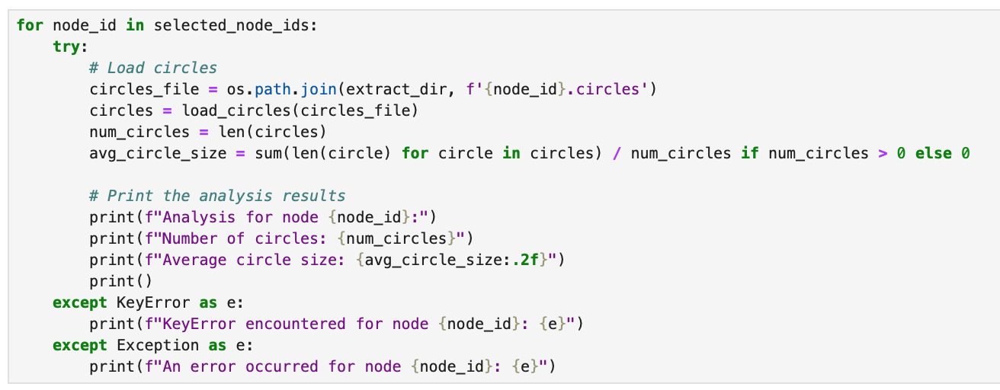 for node_id in selected_node_ids:
    try:
        # Load circles
        circles_file = os.path.join(extract_dir, f'{node_id}.circles')
        circles = load_circles(circles_file)
        num_circles = len(circles)
        avg_circle_size = sum(len(circle) for circle in circles) / num_circles if num_circles > 0 else 0

        # Print the analysis results
        print(f"Analysis for node {node_id}:")
        print(f"Number of circles: {num_circles}")
        print(f"Average circle size: {avg_circle_size:.2f}")
        print()
    except KeyError as e:
        print(f"KeyError encountered for node {node_id}: {e}")
    except Exception as e:
        print(f"An error occurred for node {node_id}: {e}")